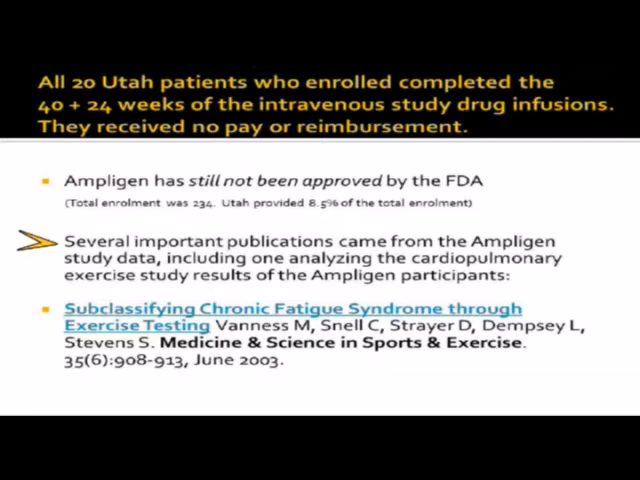 All 20 Utah patients who enrolled completed the
40 + 24 weeks of the intravenous study drug infusions.
They received no pay or reimbursement.
Ampligen has still not been approved by the FDA
(Total enrolment was 234. Utah provided 8.5% of the total enrolment)
Several important publications came from the Ampligen
study data, including one analyzing the cardiopulmonary
exercise study results of the Ampligen participants:
Subclassifying Chronic Fatigue Syndrome through
Exercise Testing Vanness M, Snell C, Strayer D, Dempsey L,
Stevens S. Medicine & Science in Sports & Exercise.
35(6):908-913, June 2003.